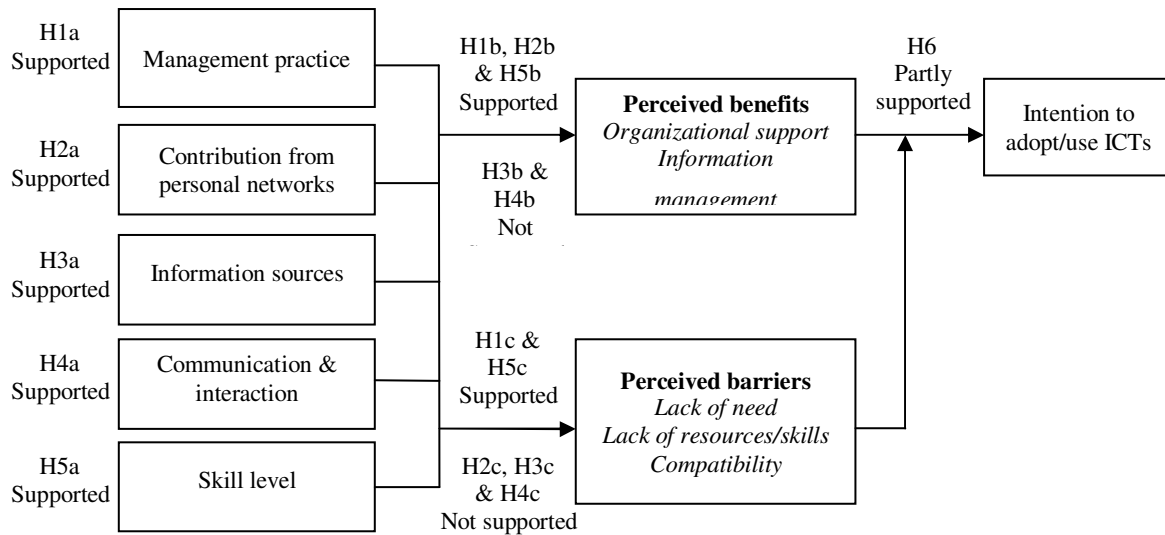 H1a
Supported
Management practice
H2a
Supported
Contribution from
personal networks
H3a
Supported
Information sources
H4a
Supported
Communication &
interaction
H5a
Supported
Skill level
H1b, H2b
& H5b
Supported
H3b &
H4b
Not
H1c &
H5c
Supported
H2c, H3c
& H4c
Not supported
Perceived benefits
Organizational support
Information
management
Perceived barriers
Lack of need
Lack of resources/skills
Compatibility
H6
Partly
supported
Intention to
adopt/use ICTs